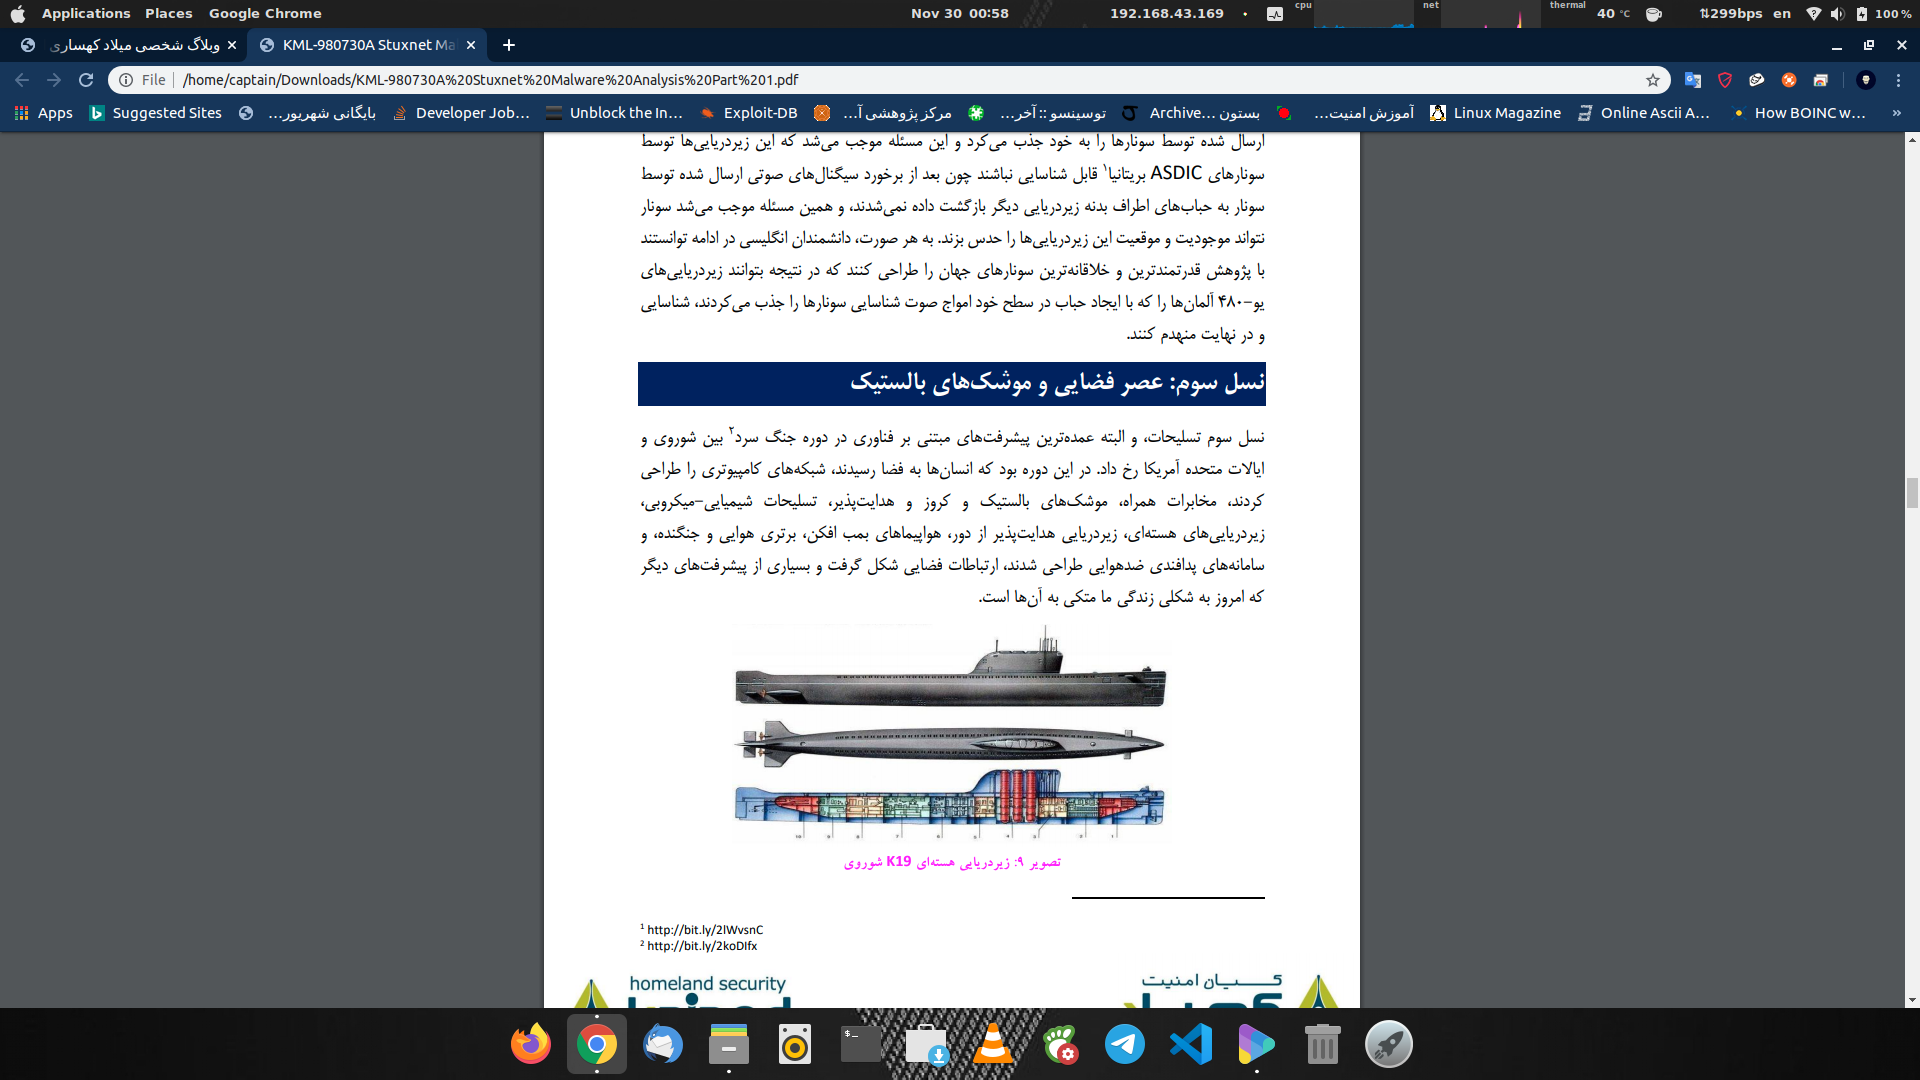 Applications Places Google Chrome Nov 30 00:58 192.168.43.169 cpu net thermal 40 °C ⇅299bps en 100 %
وبلاگ شخصی میلاد کهساری KML-980730A Stuxnet Ma
File /home/captain/Downloads/KML-980730A%20Stuxnet%20Malware%20Analysis%20Part%201.pdf
Apps Suggested Sites بایگانی شهریور... Developer Job... Unblock the In... Exploit-DB مرکز پژوهشی آ... توسینسو :: آخر... بستون ...Archive آموزش امنیت... Linux Magazine Online Ascii A... How BOINC w... »
ارسال شده توسط سونارها را به خود جذب می‌کرد و این مسئله موجب می‌شد که این زیردریایی‌ها توسط
سونارهای ASDIC بریتانیا۱ قابل شناسایی نباشند چون بعد از برخورد سیگنال‌های صوتی ارسال شده توسط
سونار به حباب‌های اطراف بدنه زیردریایی دیگر بازگشت داده نمی‌شدند، و همین مسئله موجب می‌شد سونار
نتواند موجودیت و موقعیت این زیردریایی‌ها را حدس بزند. به هر صورت، دانشمندان انگلیسی در ادامه توانستند
با پژوهش قدرتمندترین و خلاقانه‌ترین سونارهای جهان را طراحی کنند که در نتیجه بتوانند زیردریایی‌های
یو-۴۸۰ آلمان‌ها را که با ایجاد حباب در سطح خود امواج صوت شناسایی سونارها را جذب می‌کردند، شناسایی
و در نهایت منهدم کنند.
نسل سوم: عصر فضایی و موشک‌های بالستیک
نسل سوم تسلیحات، و البته عمده‌ترین پیشرفت‌های مبتنی بر فناوری در دوره جنگ سرد۲ بین شوروی و
ایالات متحده آمریکا رخ داد. در این دوره بود که انسان‌ها به فضا رسیدند، شبکه‌های کامپیوتری را طراحی
کردند، مخابرات همراه، موشک‌های بالستیک و کروز و هدایت‌پذیر، تسلیحات شیمیایی-میکروبی،
زیردریایی‌های هسته‌ای، زیردریایی هدایت‌پذیر از دور، هواپیماهای بمب افکن، برتری هوایی و جنگنده، و
سامانه‌های پدافندی ضدهوایی طراحی شدند، ارتباطات فضایی شکل گرفت و بسیاری از پیشرفت‌های دیگر
که امروز به شکلی زندگی ما متکی به آن‌ها است.
10 9 8 7 6 5 4 3 2 1
تصویر ۹: زیردریایی هسته‌ای K19 شوروی
1 http://bit.ly/2lWvsnC
2 http://bit.ly/2koDIfx
homeland security
کیان امنیت